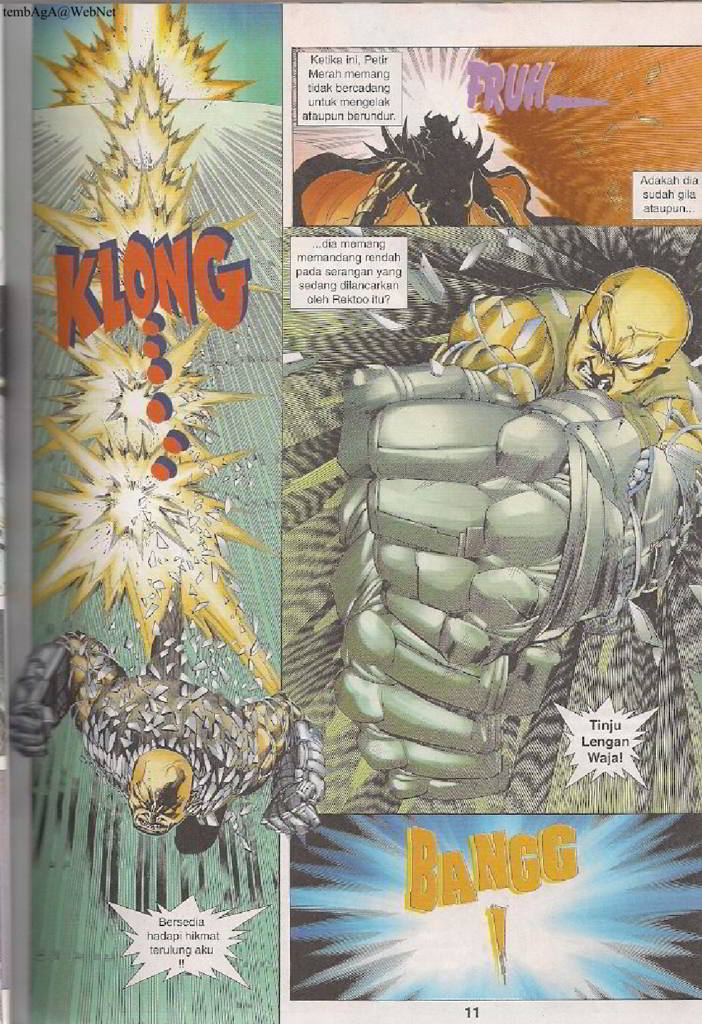 tembAgA@WebNet
KLONG
Bersedia
hadapi hikmat
terulung aku
!!
Ketika ini, Petir
Merah memang
tidak bercadang
untuk mengelak
ataupun berundur.
FRUH
Adakah dia
sudah gila
ataupun...
...dia memang
memandang rendah
pada serangan yang
sedang dilancarkan
oleh Rektoo itu?
Tinju
Lengan
Waja!
BANGG
!
11